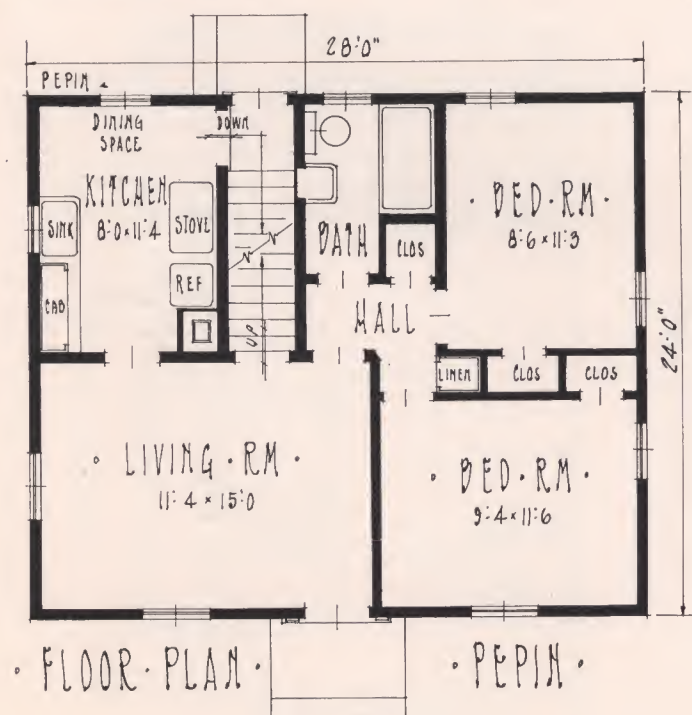 28'0"
PEPIN
DINING
SPACE
DOWN
KITCHEN
8'0 x 11'4
SINK
STOVE
REF
CAB
UP
BATH
CLOS
HALL
· BED · RM ·
8'6 x 11'3
24'0"
LINEN
CLOS
CLOS
· LIVING · RM ·
11'4 x 15'0
· BED · RM ·
9'4 x 11'6
· FLOOR · PLAN ·
· PEPIN ·